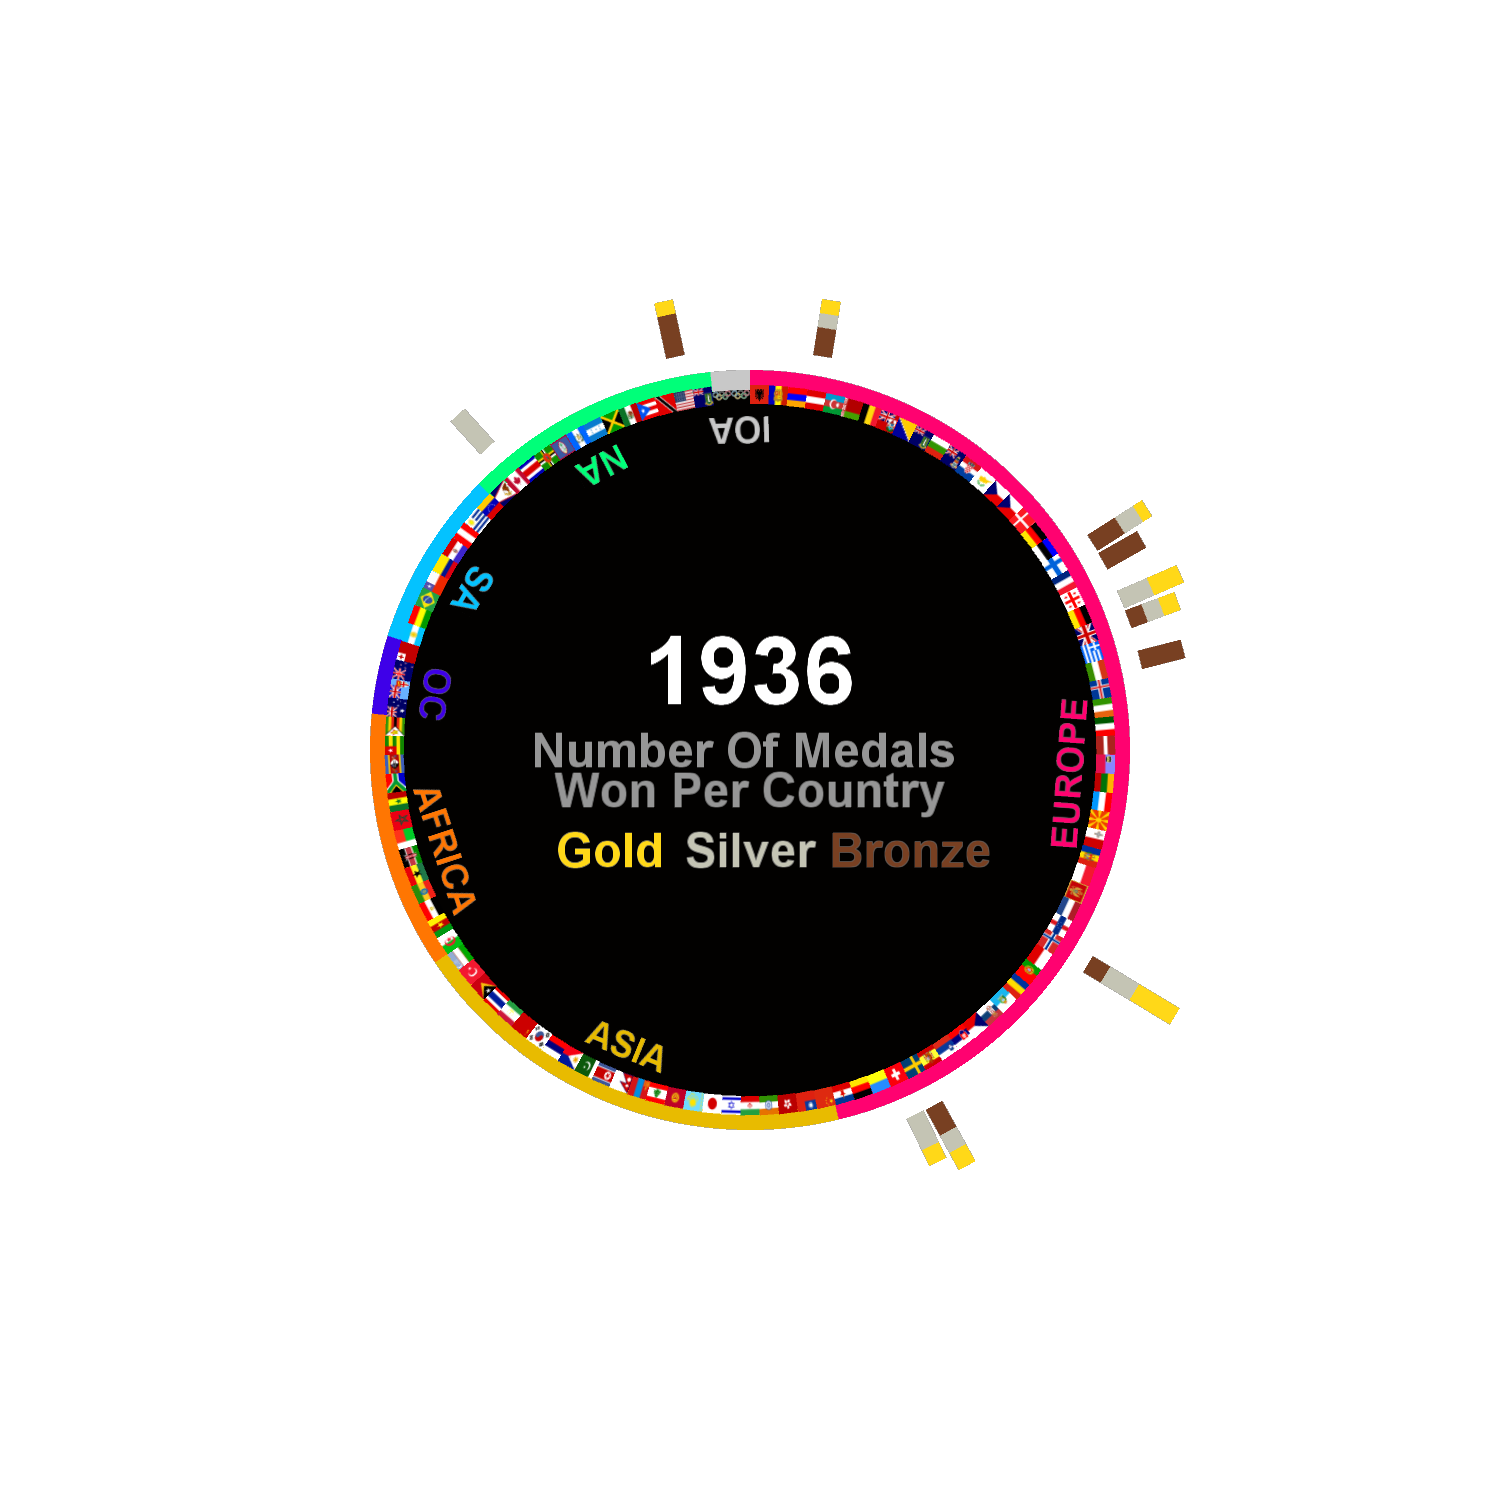 IOA
NA
SA
OC
1936
Number Of Medals
Won Per Country
Gold Silver Bronze
EUROPE
AFRICA
ASIA